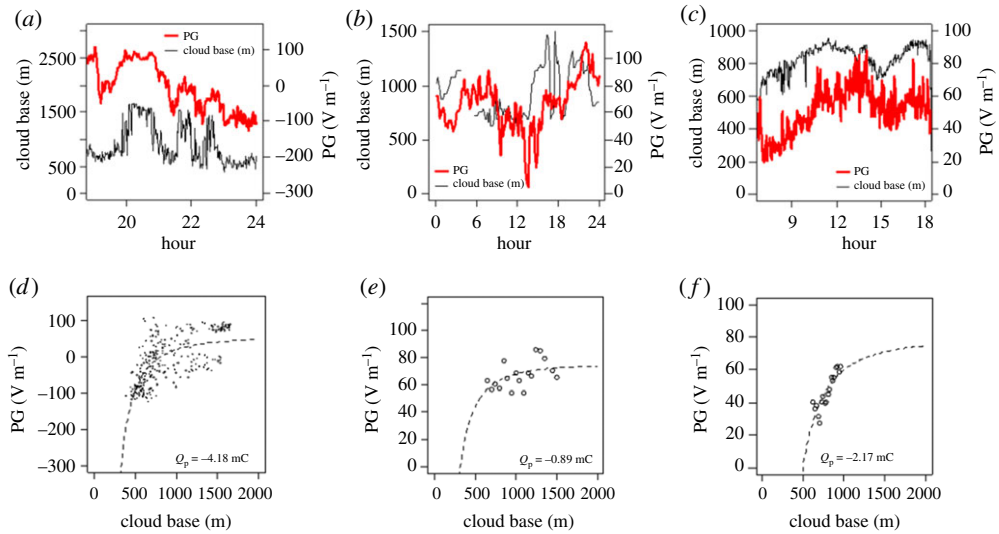 (a)
PG
cloud base (m)
2500
1500
500
0
cloud base (m)
100
0
−100
−200
−300
PG (V m⁻¹)
20 22 24
hour
(b)
1500
1000
500
0
cloud base (m)
100
80
60
40
20
0
PG (V m⁻¹)
PG
cloud base (m)
0 6 12 18 24
hour
(c)
1000
800
600
400
200
0
cloud base (m)
100
80
60
40
20
0
PG (V m⁻¹)
PG
cloud base (m)
9 12 15 18
hour
(d)
100
0
−100
−200
−300
PG (V m⁻¹)
Qp = −4.18 mC
0 500 1000 1500 2000
cloud base (m)
(e)
100
80
60
40
20
0
PG (V m⁻¹)
Qp = −0.89 mC
0 500 1000 1500 2000
cloud base (m)
(f)
100
80
60
40
20
0
PG (V m⁻¹)
Qp = −2.17 mC
0 500 1000 1500 2000
cloud base (m)